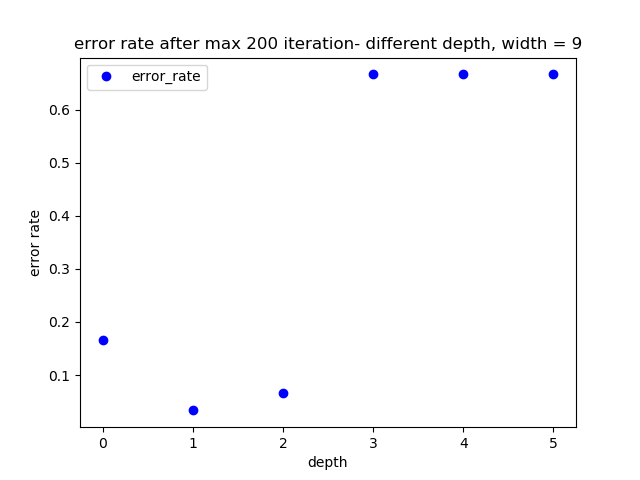 error rate after max 200 iteration- different depth, width = 9
error_rate
0.6
0.5
0.4
0.3
0.2
0.1
error rate
0 1 2 3 4 5
depth